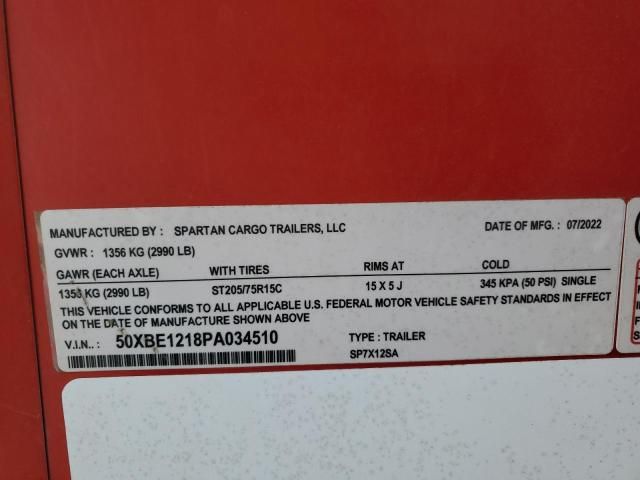 MANUFACTURED BY : SPARTAN CARGO TRAILERS, LLC DATE OF MFG. : 07/2022
GVWR : 1356 KG (2990 LB)
GAWR (EACH AXLE) WITH TIRES RIMS AT COLD
1356 KG (2990 LB) ST205/75R15C 15 X 5 J 345 KPA (50 PSI) SINGLE
THIS VEHICLE CONFORMS TO ALL APPLICABLE U.S. FEDERAL MOTOR VEHICLE SAFETY STANDARDS IN EFFECT
ON THE DATE OF MANUFACTURE SHOWN ABOVE
V.I.N.. : 50XBE1218PA034510 TYPE : TRAILER
SP7X12SA